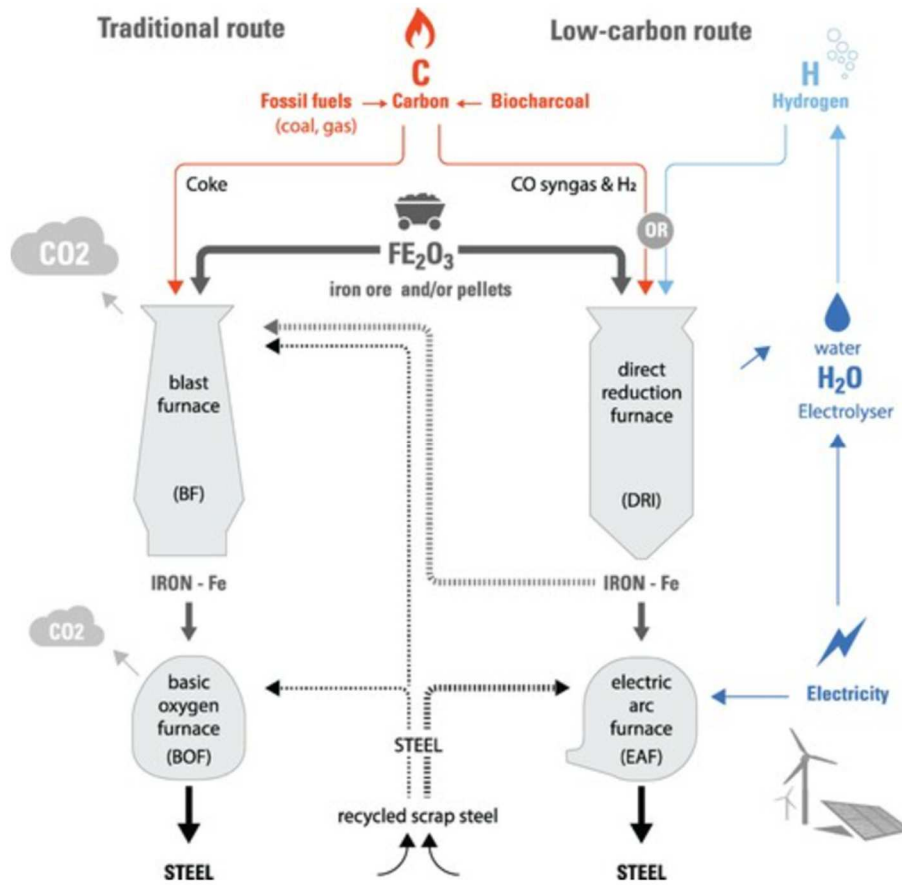 Traditional route
Low-carbon route
C
H
Hydrogen
Fossil fuels
Carbon
Biocharcoal
(coal, gas)
Coke
CO syngas & H₂
OR
CO2
FE₂O₃
iron ore and/or pellets
blast
furnace
(BF)
direct
reduction
furnace
(DRI)
water
H₂O
Electrolyser
IRON - Fe
IRON - Fe
CO2
basic
oxygen
furnace
(BOF)
electric
arc
furnace
(EAF)
Electricity
STEEL
recycled scrap steel
STEEL
STEEL